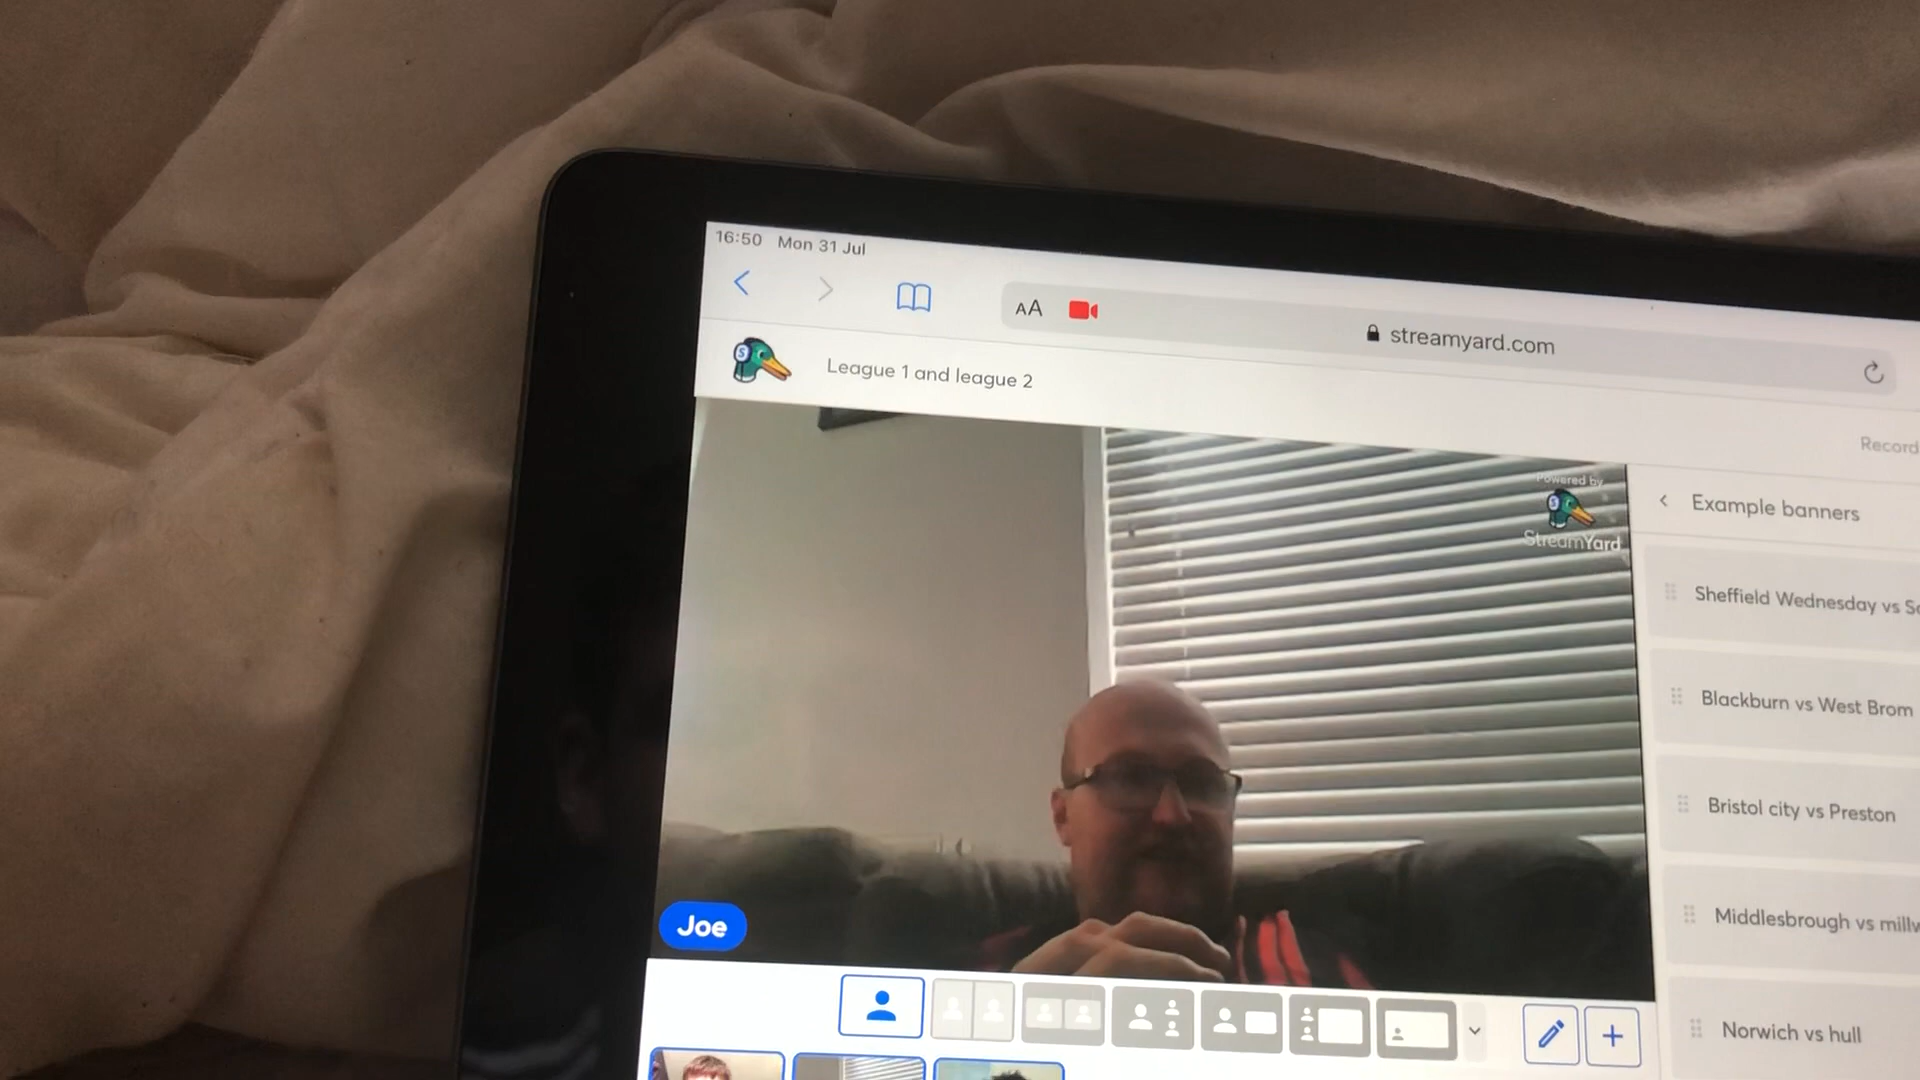 16:50 Mon 31 Jul
AA
streamyard.com
League 1 and league 2
Record
Powered by
StreamYard
Example banners
Sheffield Wednesday vs
Blackburn vs West Brom
Bristol city vs Preston
Middlesbrough vs
Norwich vs hull
Joe